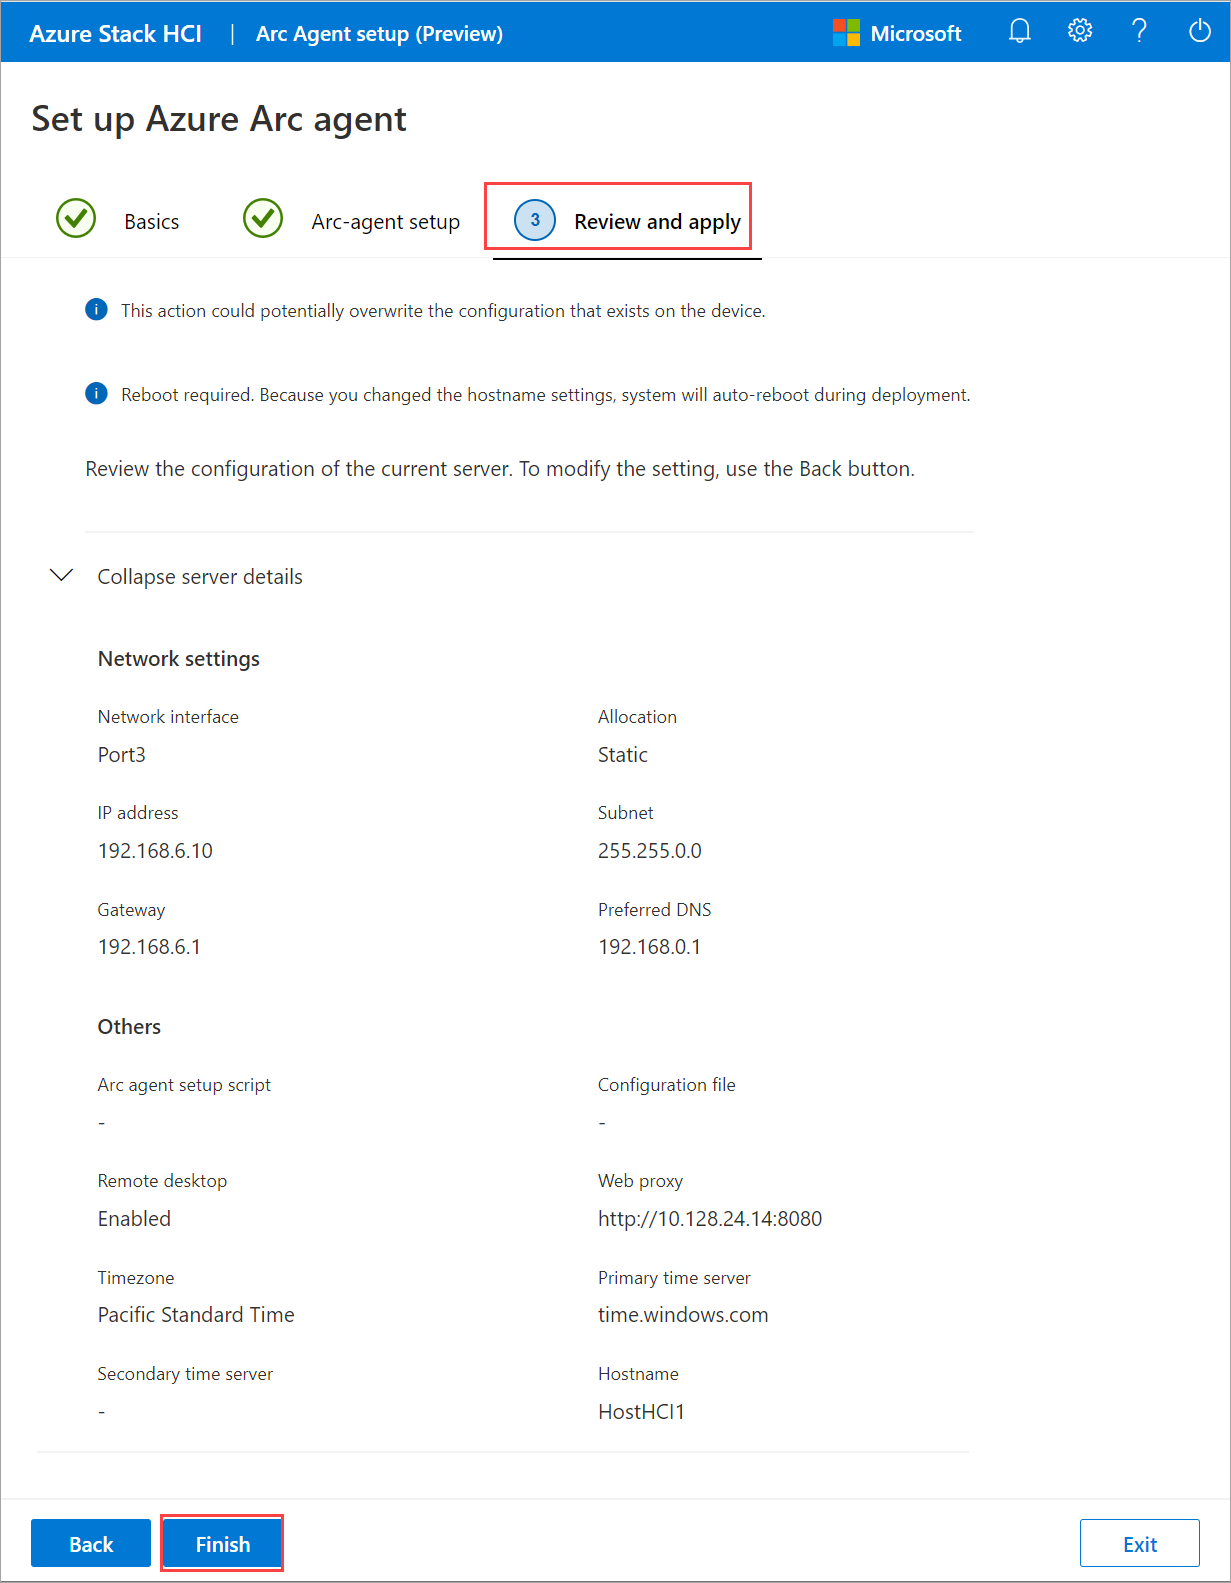 Azure Stack HCI | Arc Agent setup (Preview) Microsoft ?
Set up Azure Arc agent
Basics Arc-agent setup 3 Review and apply
i This action could potentially overwrite the configuration that exists on the device.
i Reboot required. Because you changed the hostname settings, system will auto-reboot during deployment.
Review the configuration of the current server. To modify the setting, use the Back button.
Collapse server details
Network settings
Network interface Allocation
Port3 Static
IP address Subnet
192.168.6.10 255.255.0.0
Gateway Preferred DNS
192.168.6.1 192.168.0.1
Others
Arc agent setup script Configuration file
- -
Remote desktop Web proxy
Enabled http://10.128.24.14:8080
Timezone Primary time server
Pacific Standard Time time.windows.com
Secondary time server Hostname
- HostHCI1
Back Finish Exit